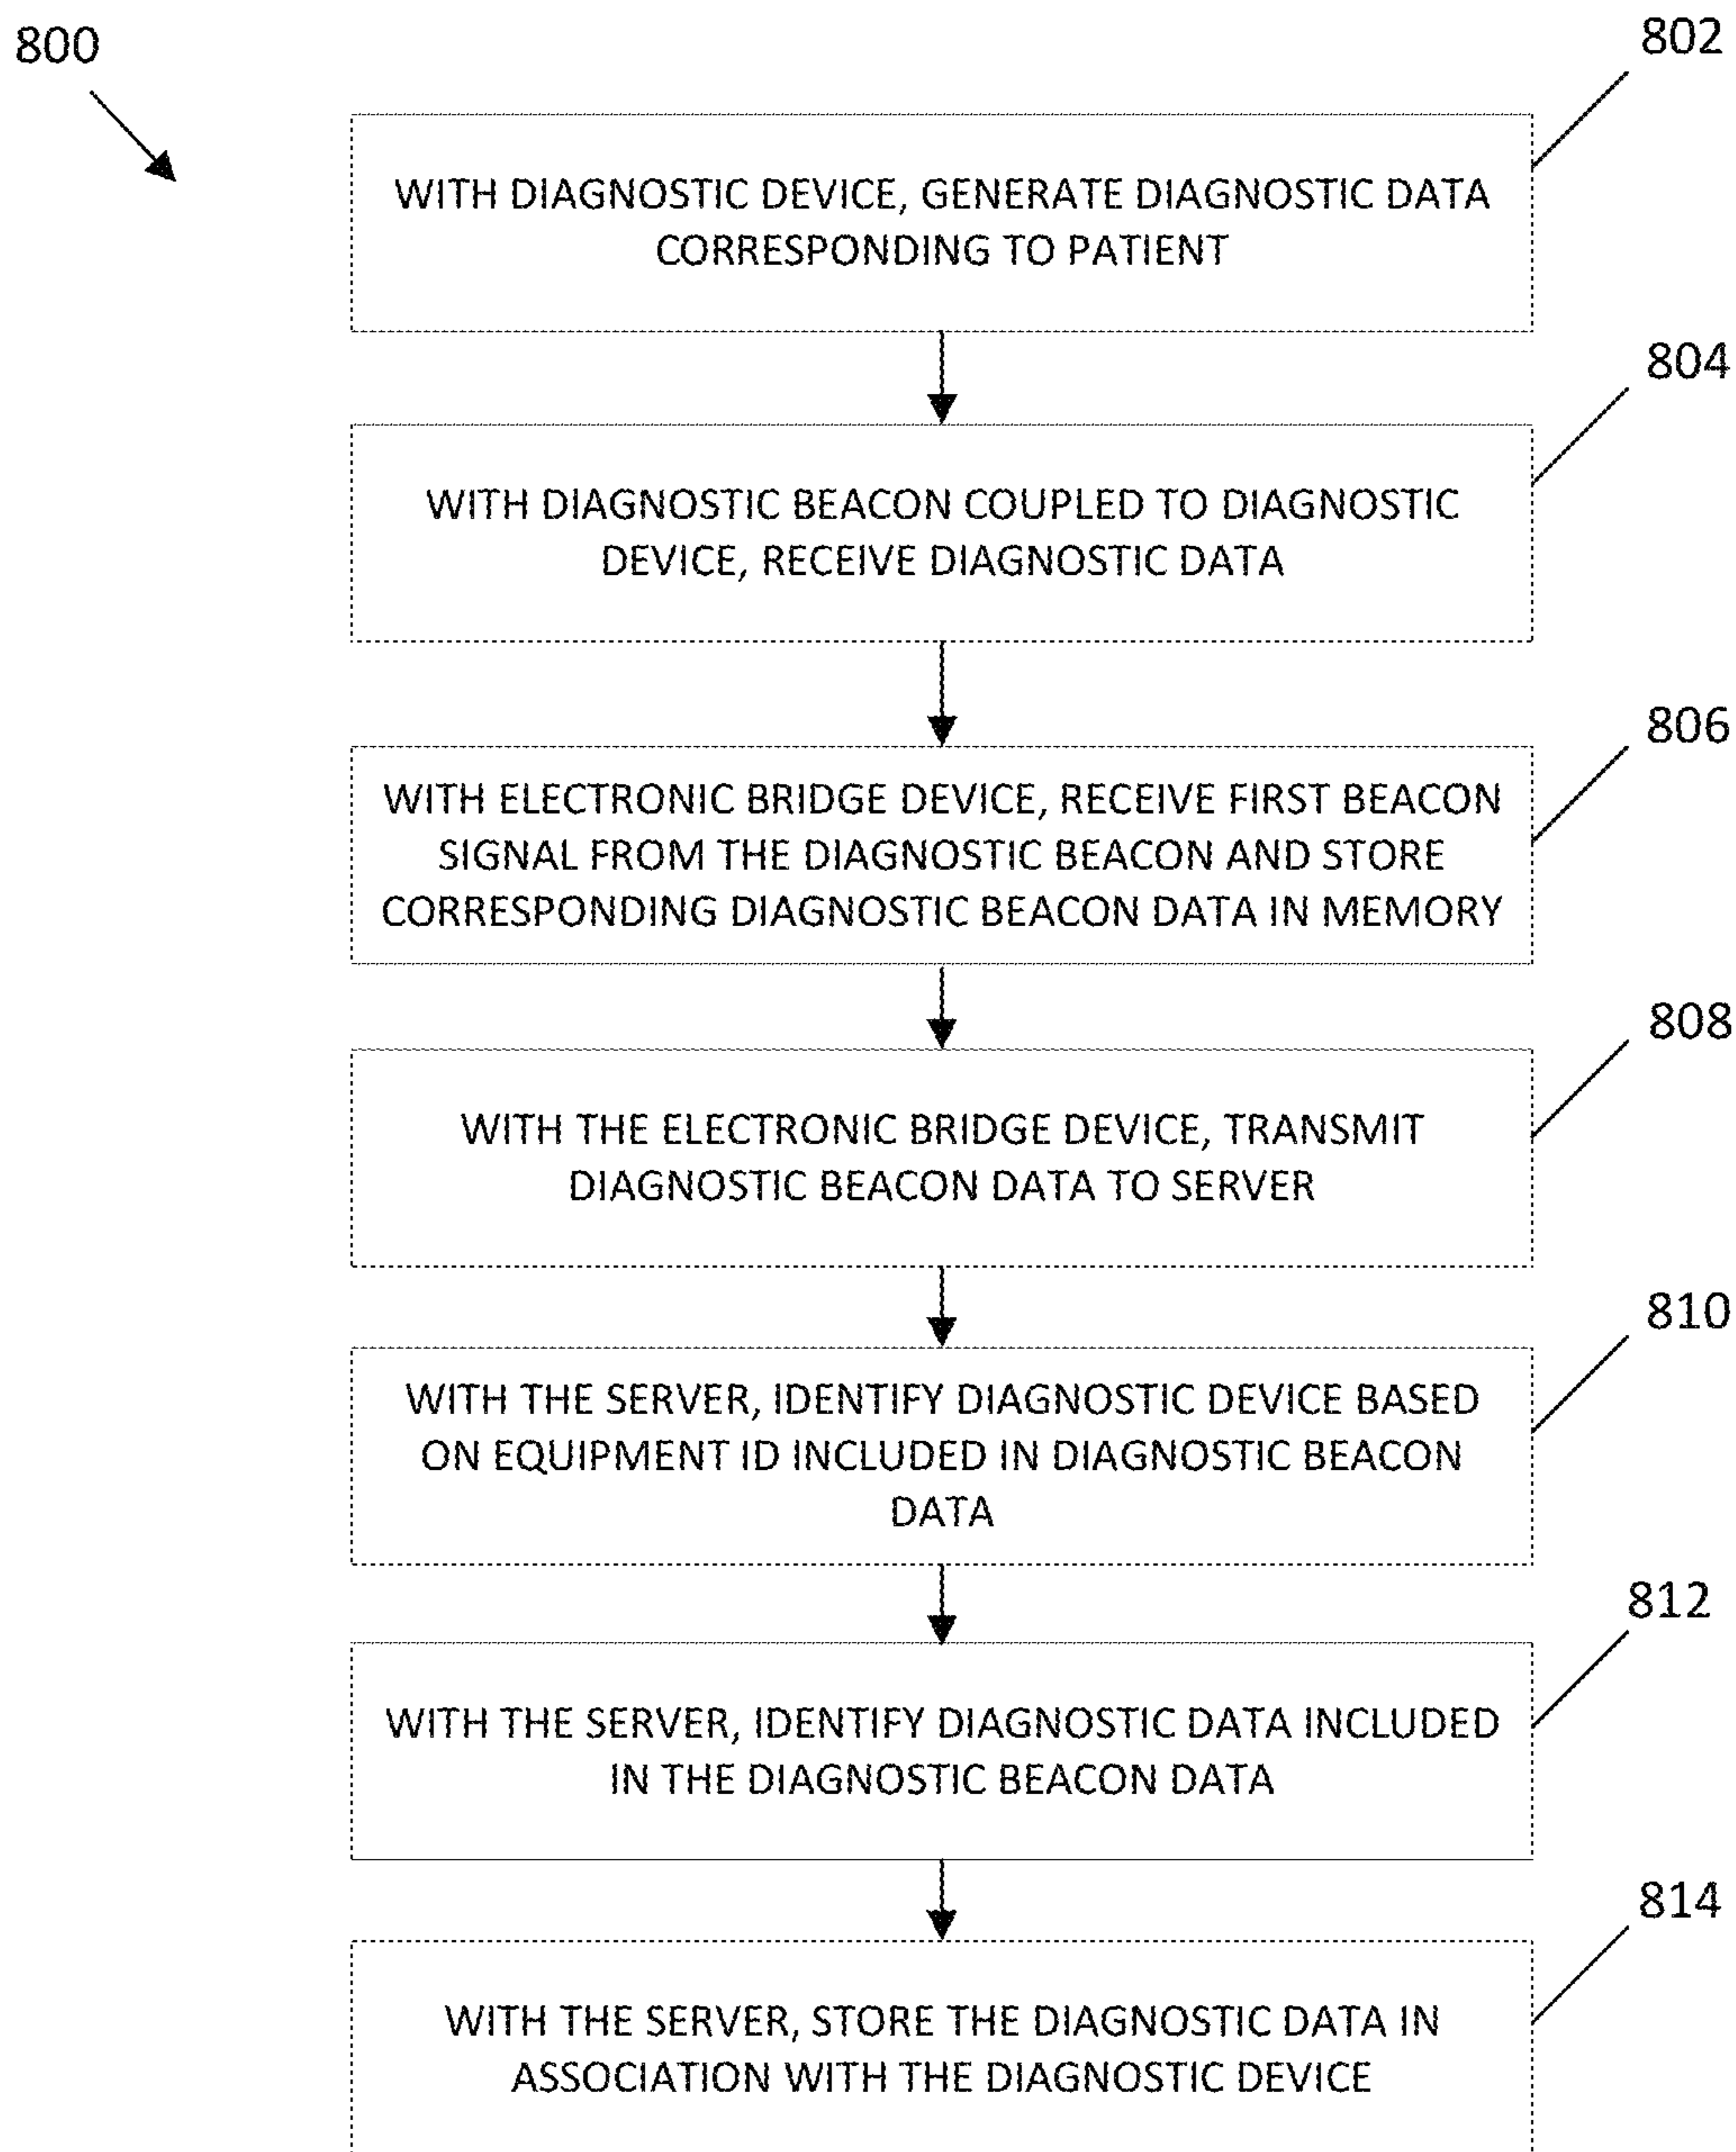 800
802
WITH DIAGNOSTIC DEVICE, GENERATE DIAGNOSTIC DATA
CORRESPONDING TO PATIENT
804
WITH DIAGNOSTIC BEACON COUPLED TO DIAGNOSTIC
DEVICE, RECEIVE DIAGNOSTIC DATA
806
WITH ELECTRONIC BRIDGE DEVICE, RECEIVE FIRST BEACON
SIGNAL FROM THE DIAGNOSTIC BEACON AND STORE
CORRESPONDING DIAGNOSTIC BEACON DATA IN MEMORY
808
WITH THE ELECTRONIC BRIDGE DEVICE, TRANSMIT
DIAGNOSTIC BEACON DATA TO SERVER
810
WITH THE SERVER, IDENTIFY DIAGNOSTIC DEVICE BASED
ON EQUIPMENT ID INCLUDED IN DIAGNOSTIC BEACON
DATA
812
WITH THE SERVER, IDENTIFY DIAGNOSTIC DATA INCLUDED
IN THE DIAGNOSTIC BEACON DATA
814
WITH THE SERVER, STORE THE DIAGNOSTIC DATA IN
ASSOCIATION WITH THE DIAGNOSTIC DEVICE